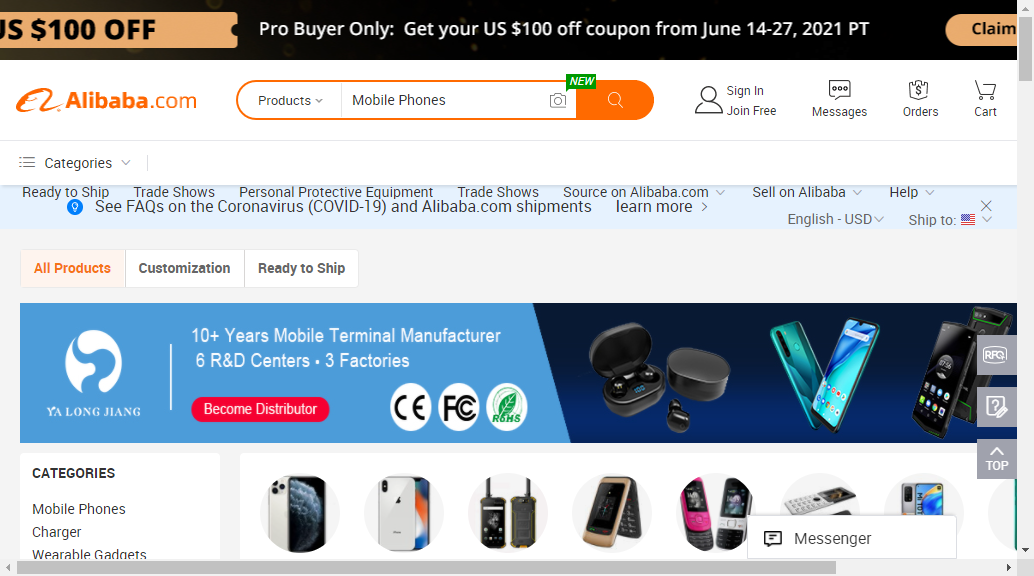 US $100 OFF
Pro Buyer Only: Get your US $100 off coupon from June 14-27, 2021 PT
Claim
Alibaba.com
Products
Mobile Phones
NEW
Sign In
Join Free
Messages
Orders
Cart
Categories
Ready to Ship
Trade Shows
Personal Protective Equipment
Trade Shows
Source on Alibaba.com
Sell on Alibaba
Help
See FAQs on the Coronavirus (COVID-19) and Alibaba.com shipments
learn more
English - USD
Ship to:
All Products
Customization
Ready to Ship
10+ Years Mobile Terminal Manufacturer
6 R&D Centers • 3 Factories
YA LONG JIANG
Become Distributor
CE
FC
RoHS
RFQ
TOP
CATEGORIES
Mobile Phones
Charger
Wearable Gadgets
Messenger